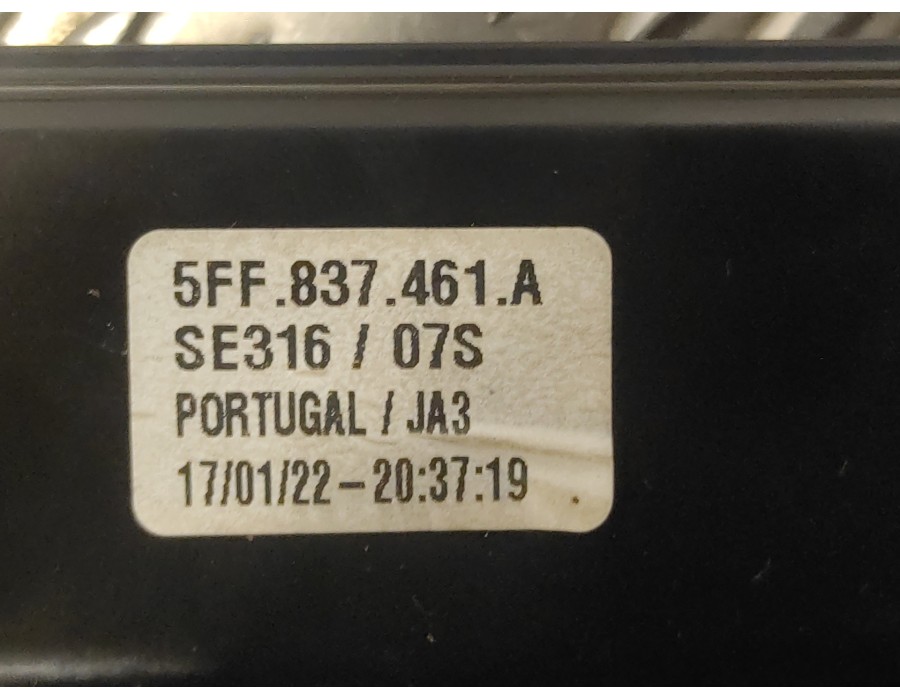 5FF.837.461.A
SE316 / 07S
PORTUGAL / JA3
17/01/22-20:37:19